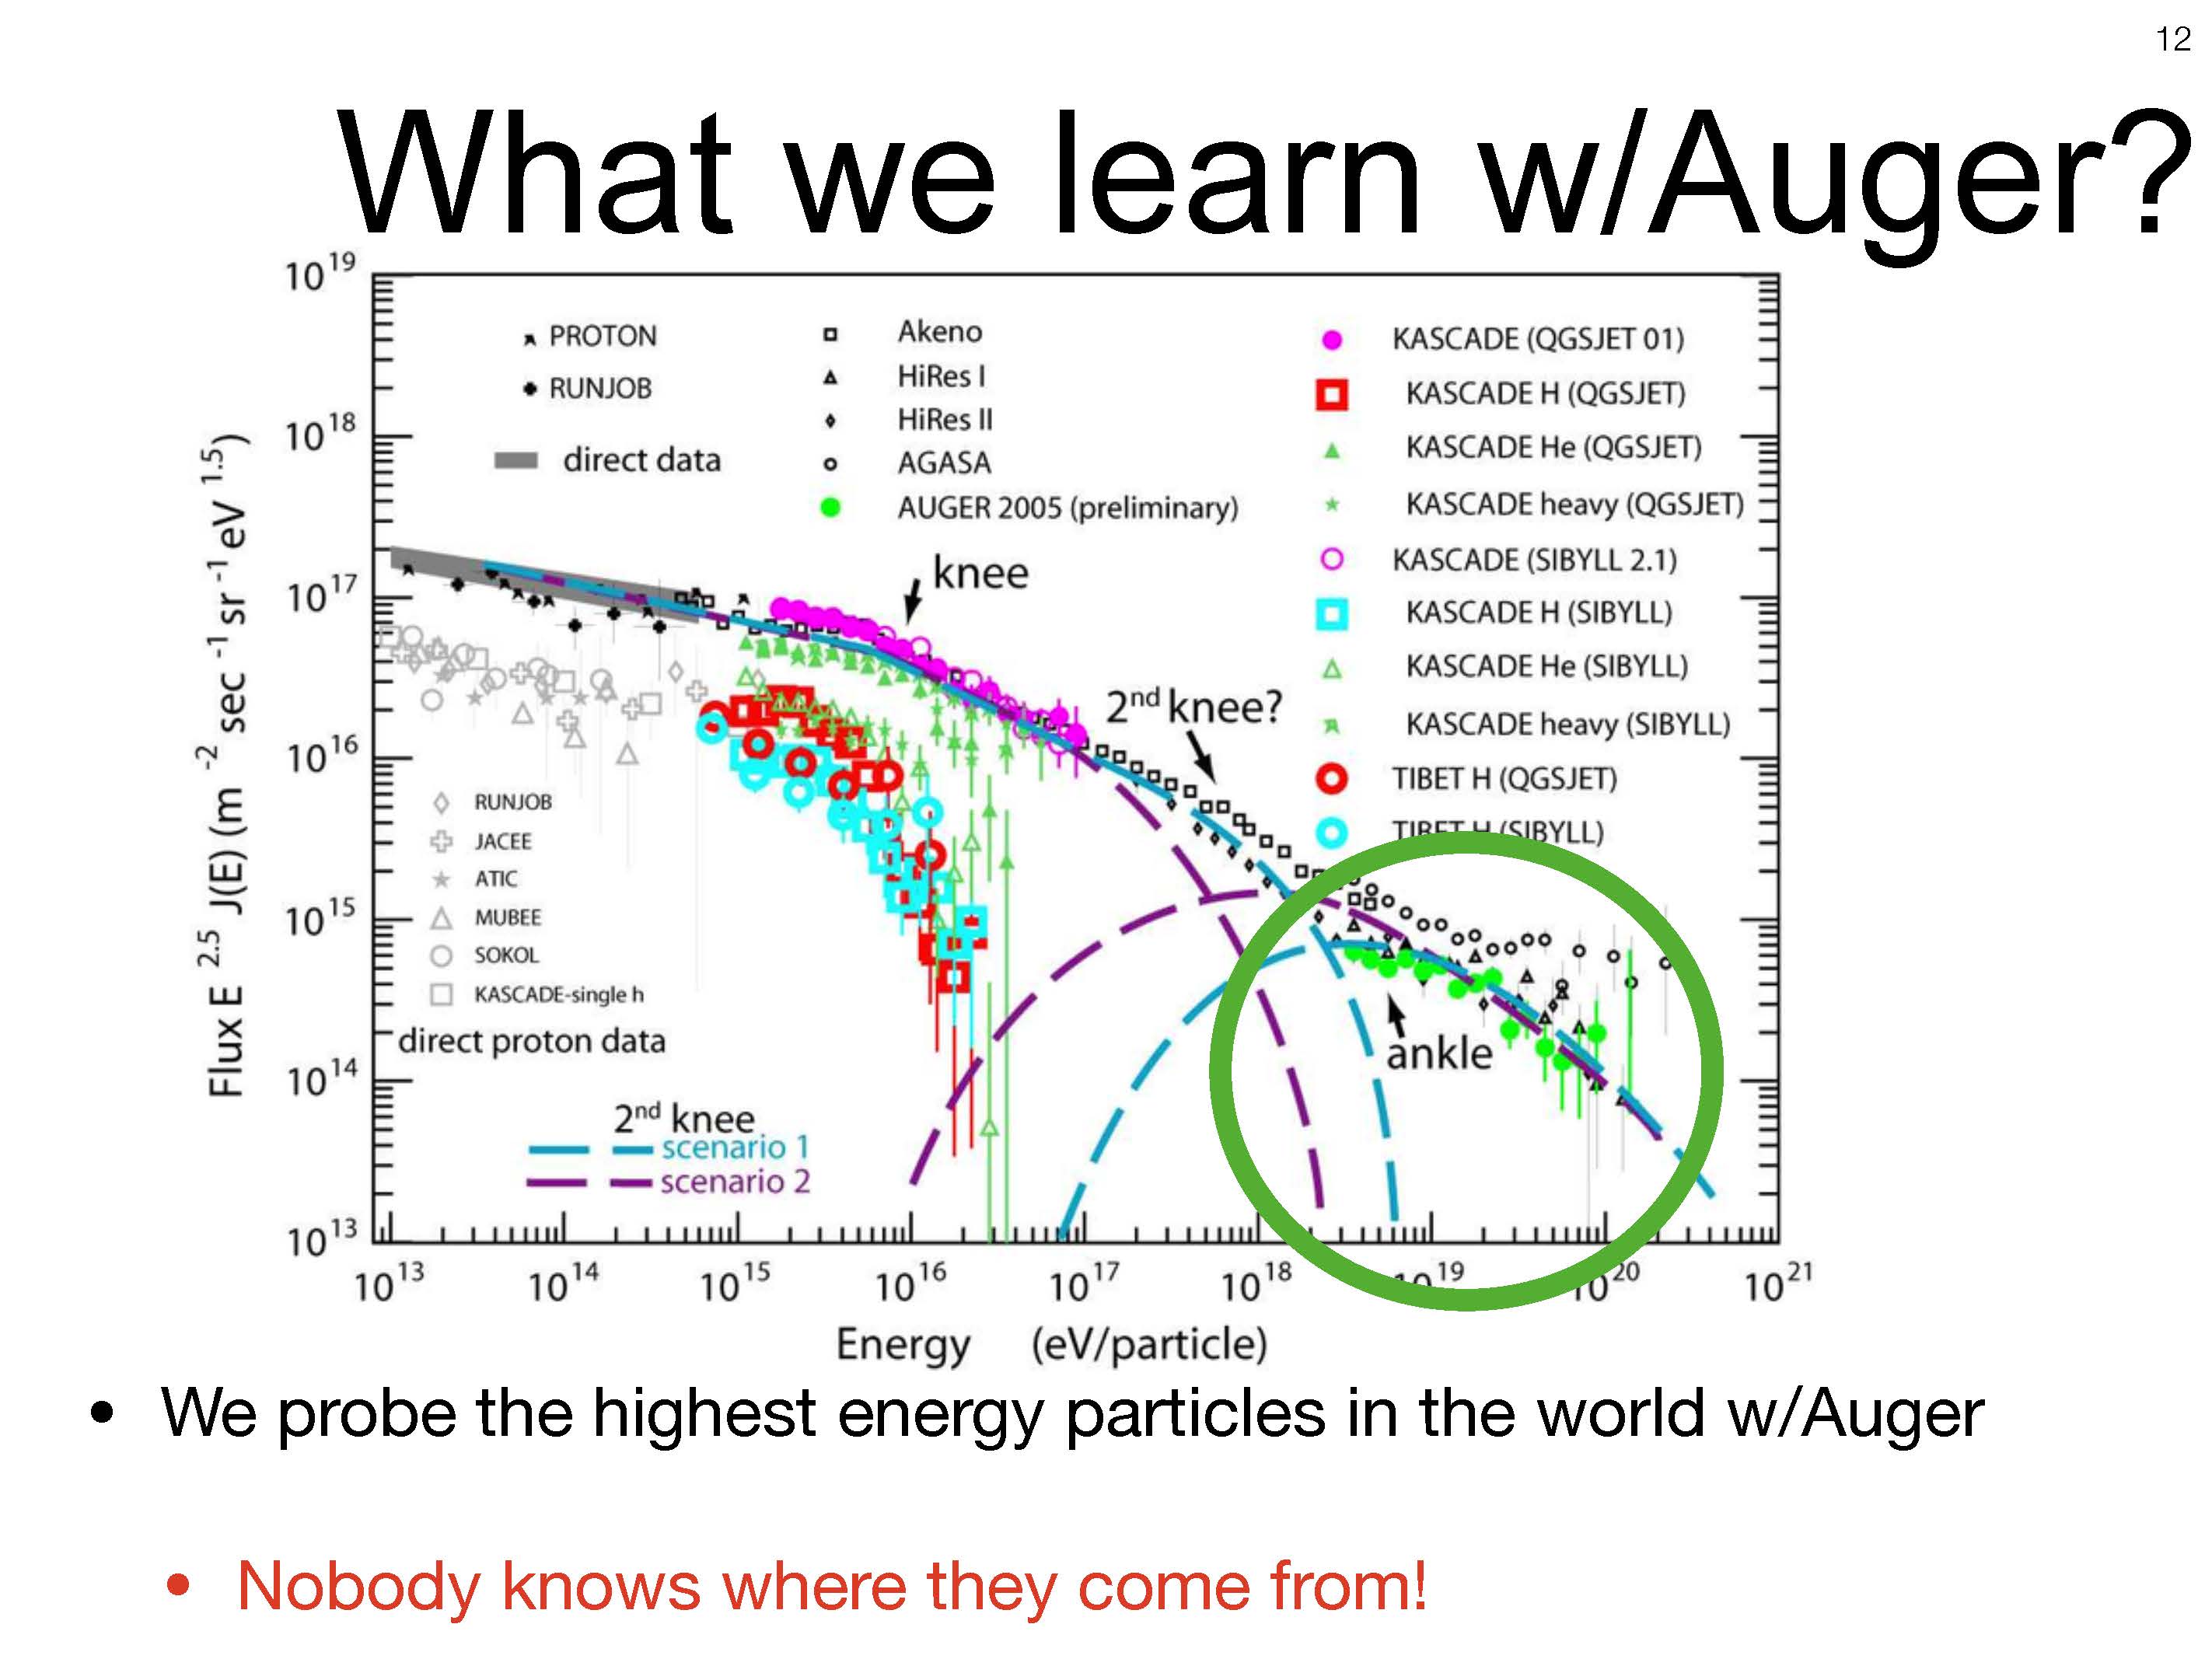 12
What we learn w/Auger?
10^19
10^18
10^17
10^16
10^15
10^14
10^13
Flux E^2.5 J(E) (m^-2 sec^-1 sr^-1 eV^1.5)
PROTON
RUNJOB
direct data
Akeno
HiRes I
HiRes II
AGASA
AUGER 2005 (preliminary)
KASCADE (QGSJET 01)
KASCADE H (QGSJET)
KASCADE He (QGSJET)
KASCADE heavy (QGSJET)
KASCADE (SIBYLL 2.1)
KASCADE H (SIBYLL)
KASCADE He (SIBYLL)
KASCADE heavy (SIBYLL)
TIBET H (QGSJET)
TIBET H (SIBYLL)
knee
2nd knee?
ankle
RUNJOB
JACEE
ATIC
MUBEE
SOKOL
KASCADE-single h
direct proton data
2nd knee
scenario 1
scenario 2
10^13 10^14 10^15 10^16 10^17 10^18 10^19 10^20 10^21
Energy (eV/particle)
• We probe the highest energy particles in the world w/Auger
• Nobody knows where they come from!